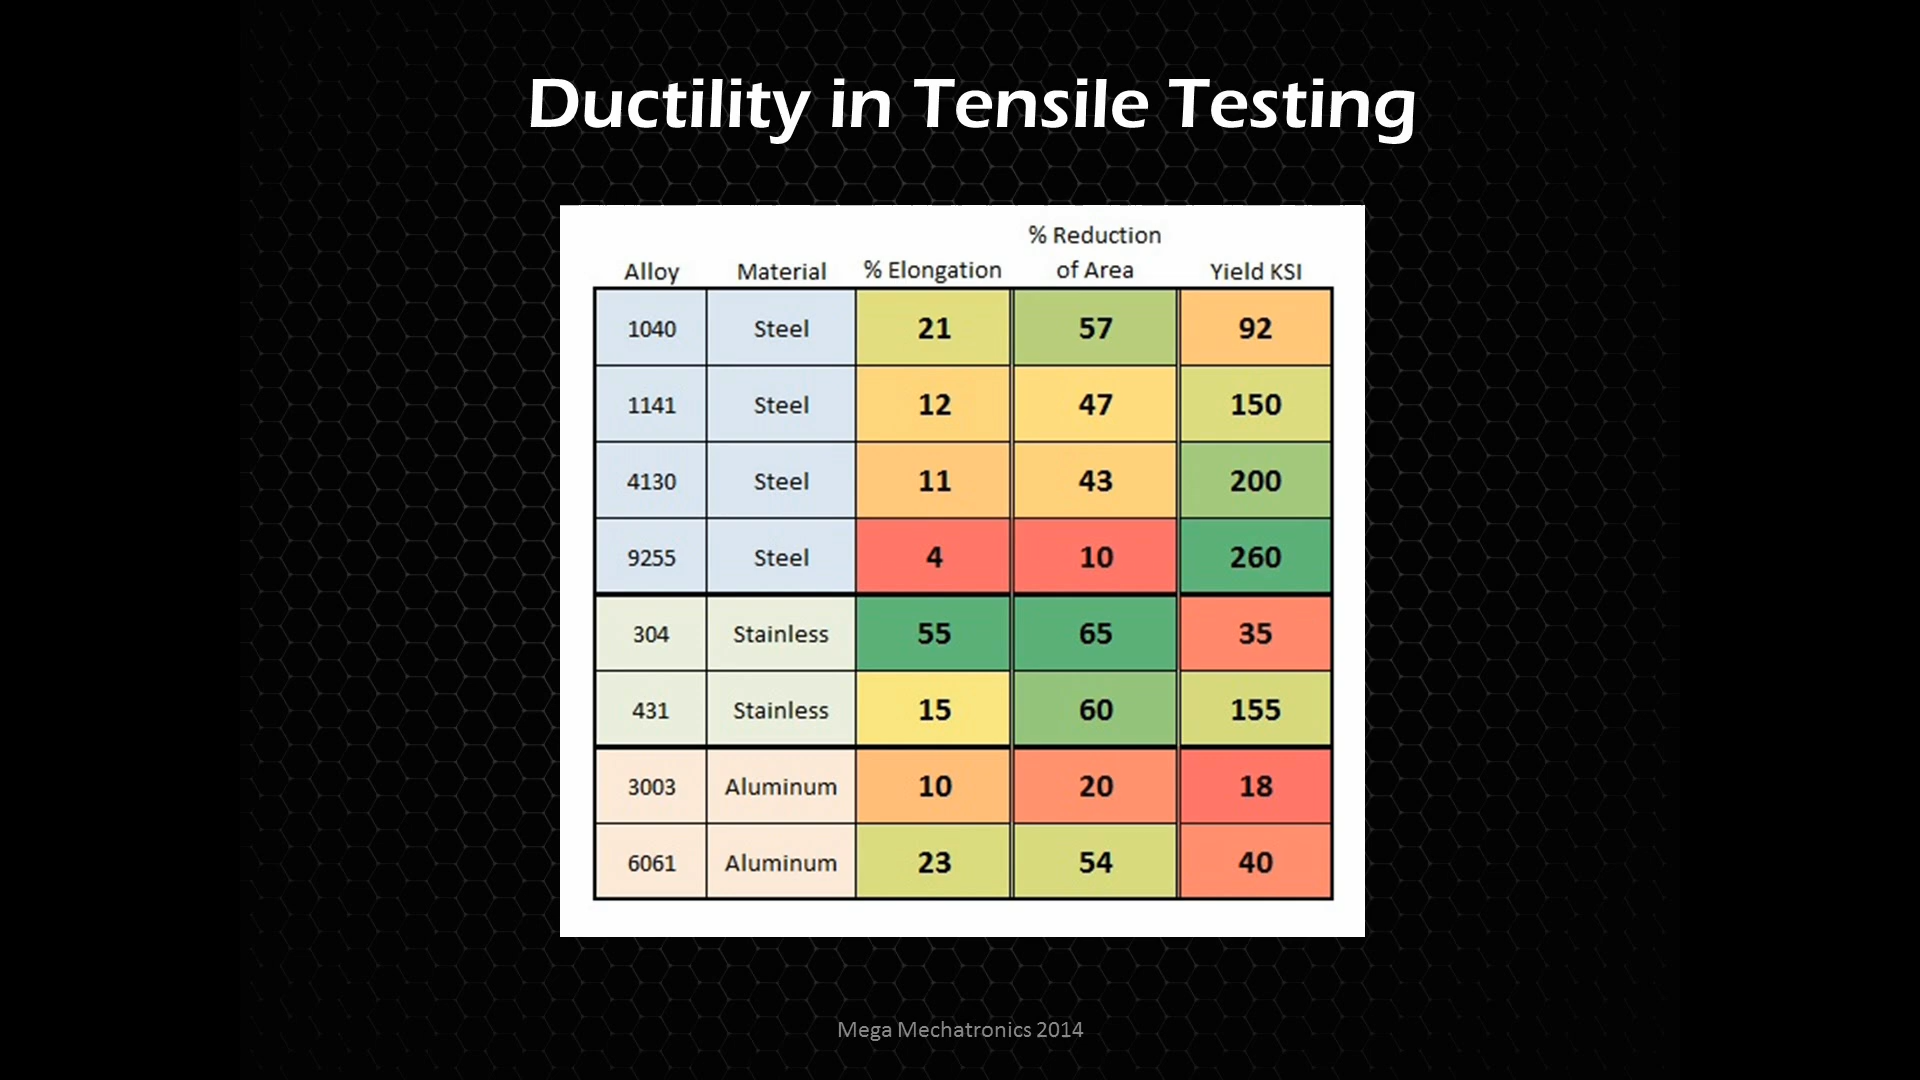 Ductility in Tensile Testing
Alloy Material % Elongation % Reduction of Area Yield KSI
1040 Steel 21 57 92
1141 Steel 12 47 150
4130 Steel 11 43 200
9255 Steel 4 10 260
304 Stainless 55 65 35
431 Stainless 15 60 155
3003 Aluminum 10 20 18
6061 Aluminum 23 54 40
Mega Mechatronics 2014